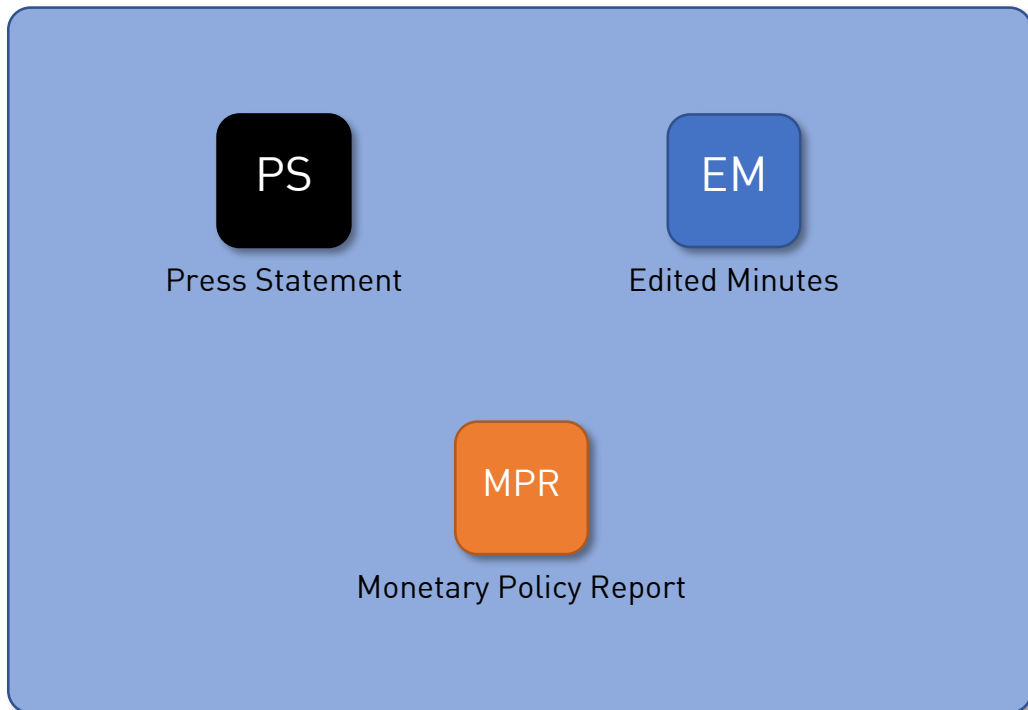 PS
EM
Press Statement
Edited Minutes
MPR
Monetary Policy Report